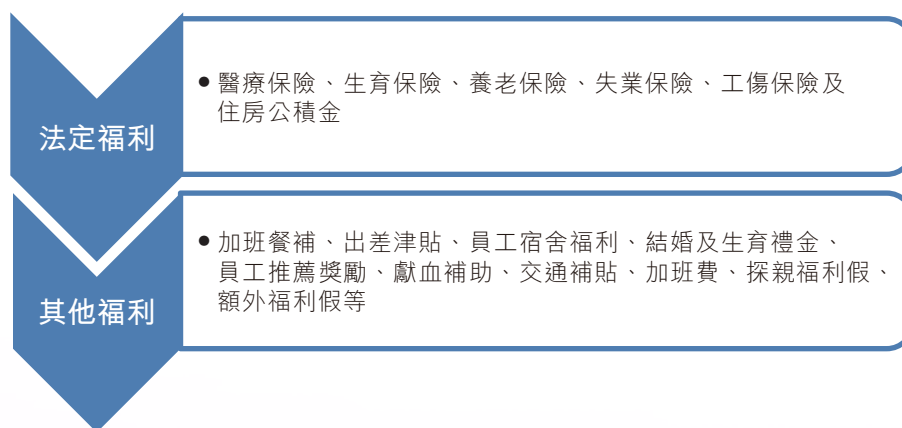 法定福利
● 醫療保險、生育保險、養老保險、失業保險、工傷保險及
住房公積金
其他福利
● 加班餐補、出差津貼、員工宿舍福利、結婚及生育禮金、
員工推薦獎勵、獻血補助、交通補貼、加班費、探親福利假、
額外福利假等